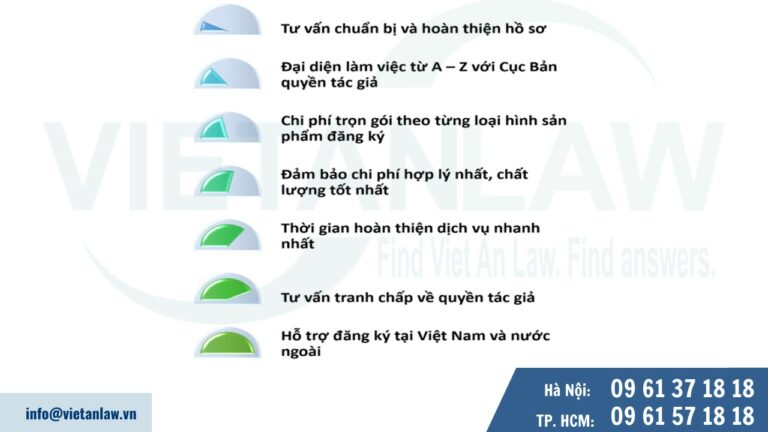 Tư vấn chuẩn bị và hoàn thiện hồ sơ
Đại diện làm việc từ A – Z với Cục Bản
quyền tác giả
Chi phí trọn gói theo từng loại hình sản
phẩm đăng ký
Đảm bảo chi phí hợp lý nhất, chất
lượng tốt nhất
Thời gian hoàn thiện dịch vụ nhanh
nhất
Tư vấn tranh chấp về quyền tác giả
Hỗ trợ đăng ký tại Việt Nam và nước
ngoài
VIETANLAW
Find Viet An Law. Find answers.
info@vietanlaw.vn
Hà Nội: 09 61 37 18 18
TP. HCM: 09 61 57 18 18